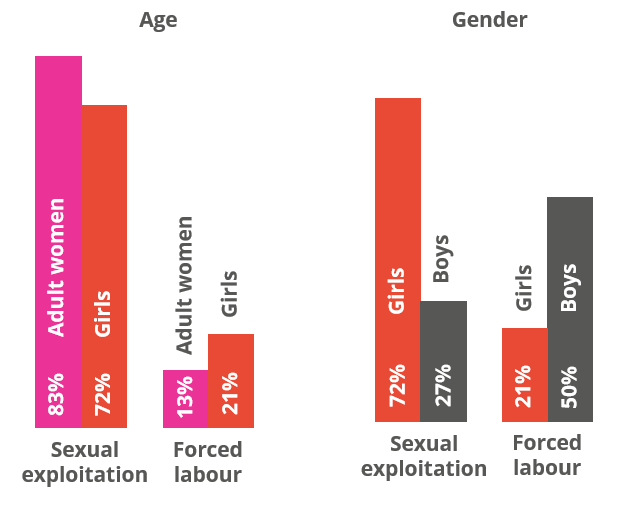 Age
Adult women
83%
Girls
72%
Adult women
13%
Girls
21%
Sexual
exploitation
Forced
labour
Gender
Girls
72%
Boys
27%
Girls
21%
Boys
50%
Sexual
exploitation
Forced
labour